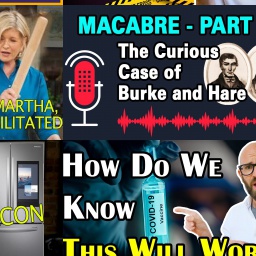 MACABRE - PART
The Curious
Case of
Burke and Hare
MARTHA,
ILITATED
HOW DO WE
KNOW
COVID-19
Vaccine
THIS WILL WOR
CON